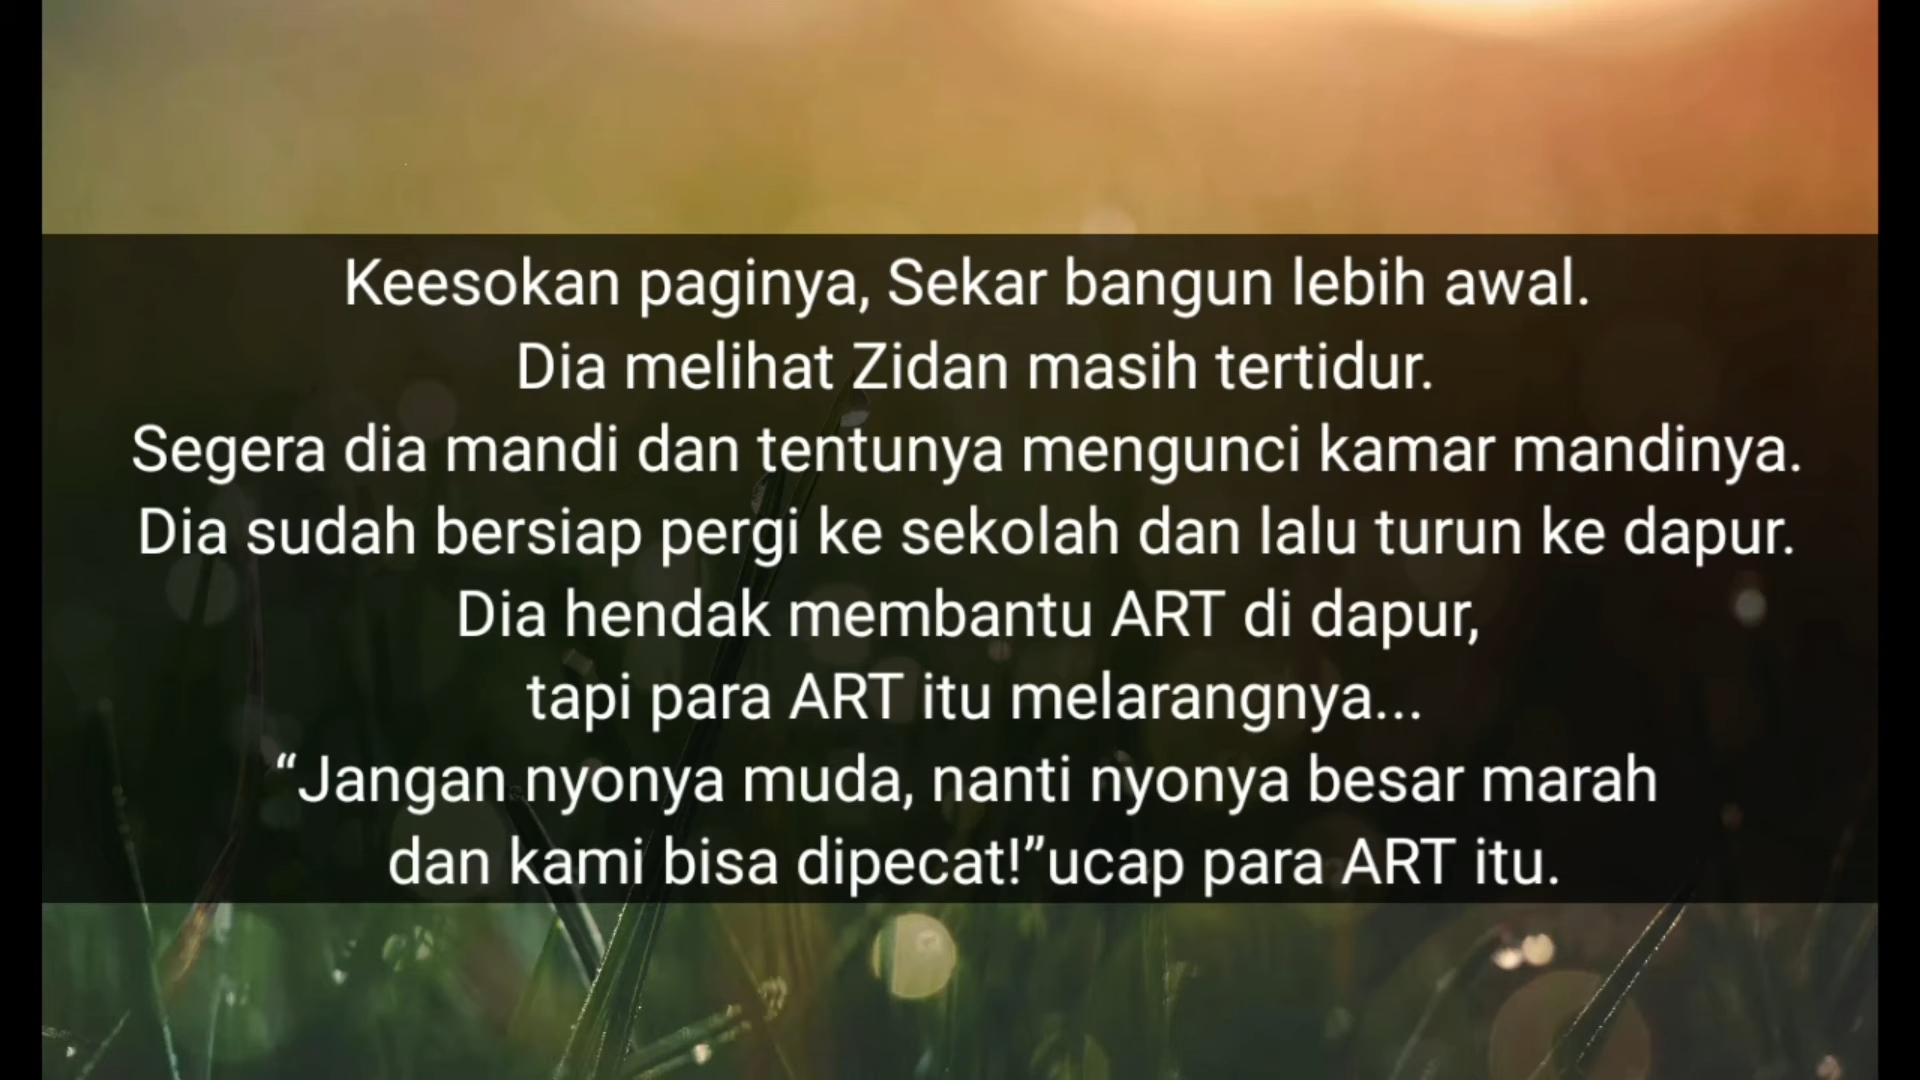 Keesokan paginya, Sekar bangun lebih awal.
Dia melihat Zidan masih tertidur.
Segera dia mandi dan tentunya mengunci kamar mandinya.
Dia sudah bersiap pergi ke sekolah dan lalu turun ke dapur.
Dia hendak membantu ART di dapur,
tapi para ART itu melarangnya...
“Jangan nyonya muda, nanti nyonya besar marah
dan kami bisa dipecat!”ucap para ART itu.